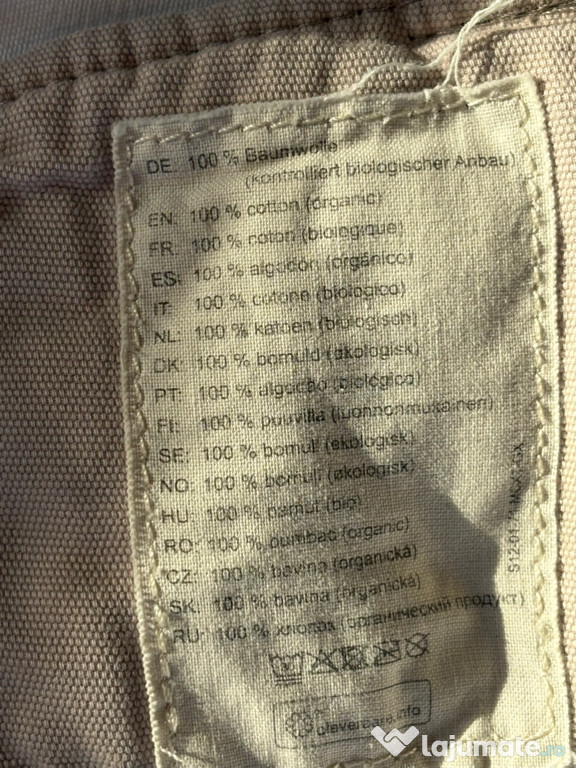 DE: 100 % Baumwolle
(kontrolliert biologischer Anbau)
EN: 100 % cotton (organic)
FR: 100 % coton (biologique)
ES: 100 % algodón (orgánico)
IT: 100 % cotone (biologico)
NL: 100 % katoen (biologisch)
DK: 100 % bomuld (økologisk)
PT: 100 % algodão (biológico)
FI: 100 % puuvilla (luonnonmukainen)
SE: 100 % bomull (ekologisk)
NO: 100 % bomull (økologisk)
HU: 100 % pamut (bio)
RO: 100 % bumbac (organic)
CZ: 100 % bavlna (organická)
SK: 100 % bavlna (organická)
RU: 100 % хлопок (органический продукт)
clevercare.info
lajumate.ro